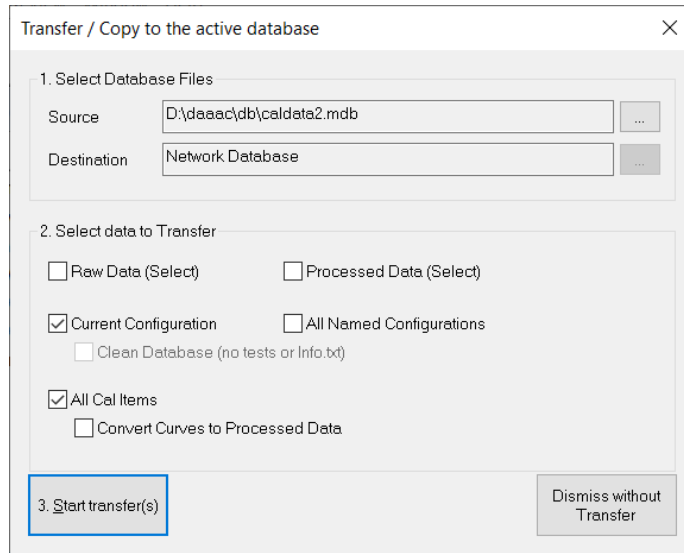 Transfer / Copy to the active database
1. Select Database Files
Source
D:\daaac\db\caldata2.mdb
...
Destination
Network Database
...
2. Select data to Transfer
Raw Data (Select)
Processed Data (Select)
Current Configuration
All Named Configurations
Clean Database (no tests or Info.txt)
All Cal Items
Convert Curves to Processed Data
3. Start transfer(s)
Dismiss without
Transfer